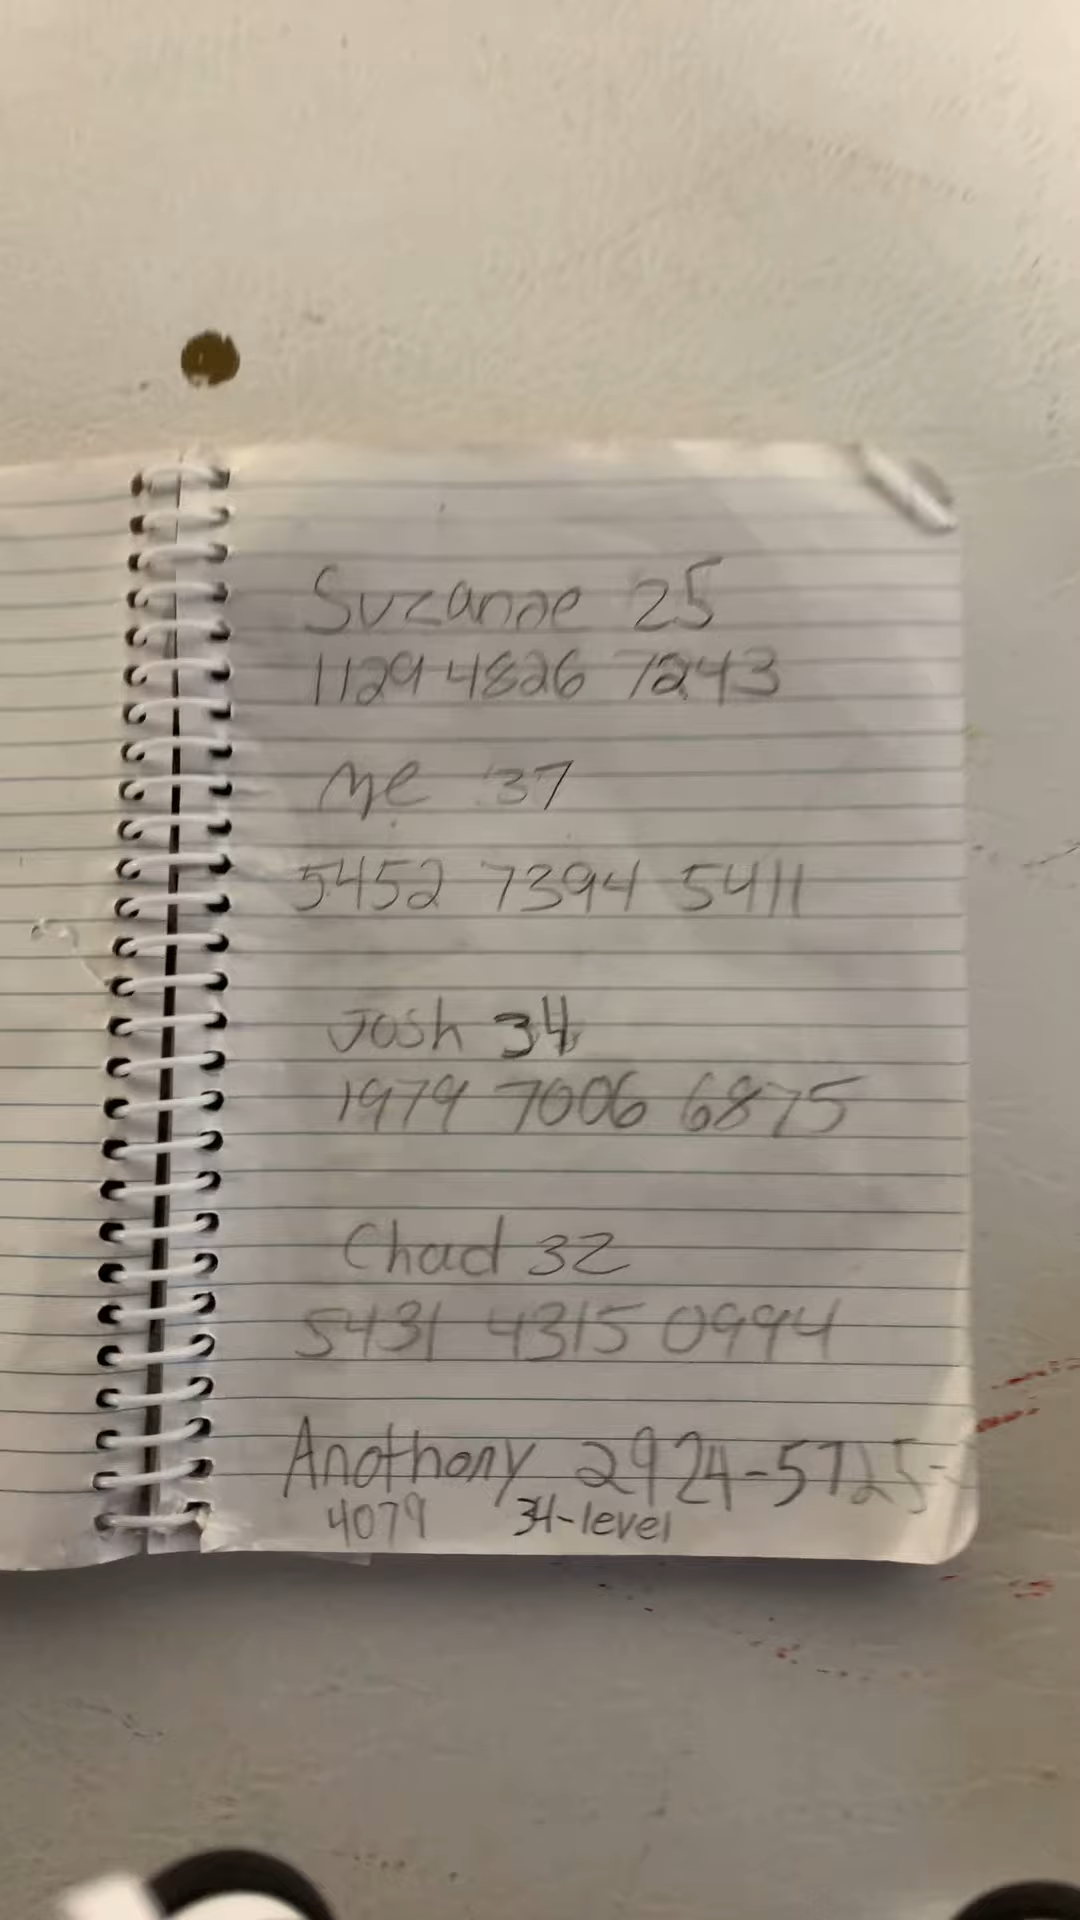 Suzanne 25
1129 4826 7243
Me 37
5452 7394 5411
Josh 34
1979 7006 6875
Chad 32
5431 4315 0994
Anothony 2924-5725-
4079 34-level